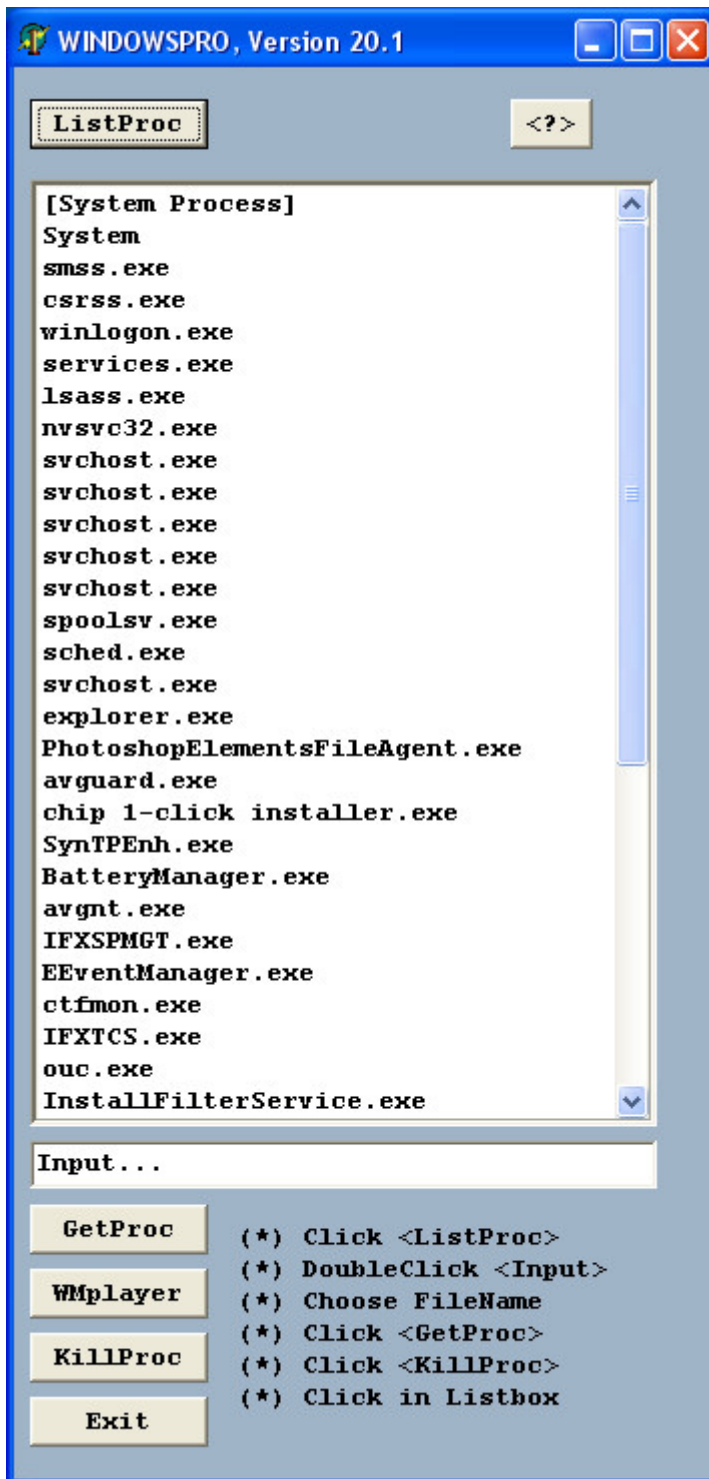 WINDOWSPRO, Version 20.1
ListProc
<?>
[System Process]
System
smss.exe
csrss.exe
winlogon.exe
services.exe
lsass.exe
nvsvc32.exe
svchost.exe
svchost.exe
svchost.exe
svchost.exe
svchost.exe
spoolsv.exe
sched.exe
svchost.exe
explorer.exe
PhotoshopElementsFileAgent.exe
avguard.exe
chip 1-click installer.exe
SynTPEnh.exe
BatteryManager.exe
avgnt.exe
IFXSPMGT.exe
EEventManager.exe
ctfmon.exe
IFXTCS.exe
ouc.exe
InstallFilterService.exe
Input...
GetProc
WMplayer
KillProc
Exit
(*) Click <ListProc>
(*) DoubleClick <Input>
(*) Choose FileName
(*) Click <GetProc>
(*) Click <KillProc>
(*) Click in Listbox